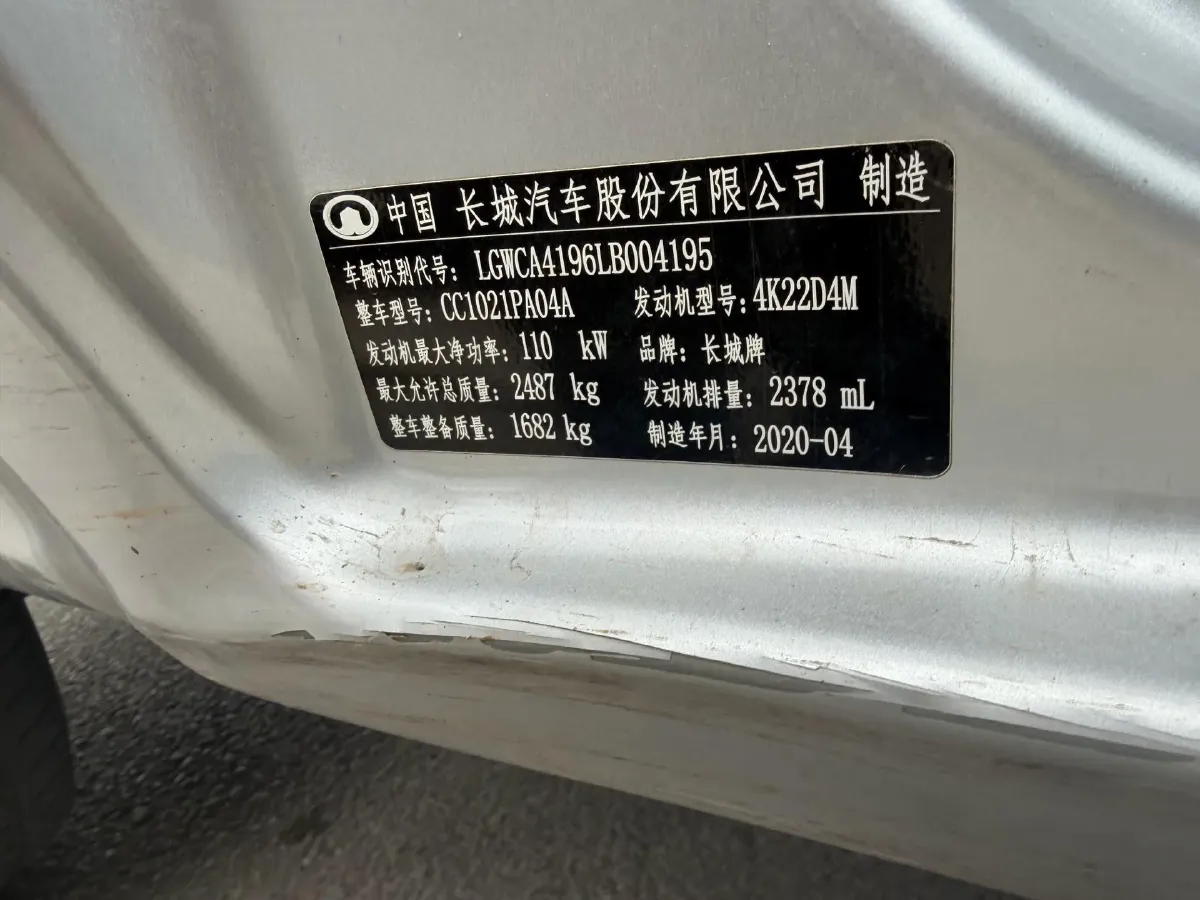 中国 长城汽车股份有限公司 制造
车辆识别代号: LGWCA4196LB004195
整车型号: CC1021PA04A 发动机型号: 4K22D4M
发动机最大净功率: 110 kW 品牌: 长城牌
最大允许总质量: 2487 kg 发动机排量: 2378 mL
整车整备质量: 1682 kg 制造年月: 2020-04